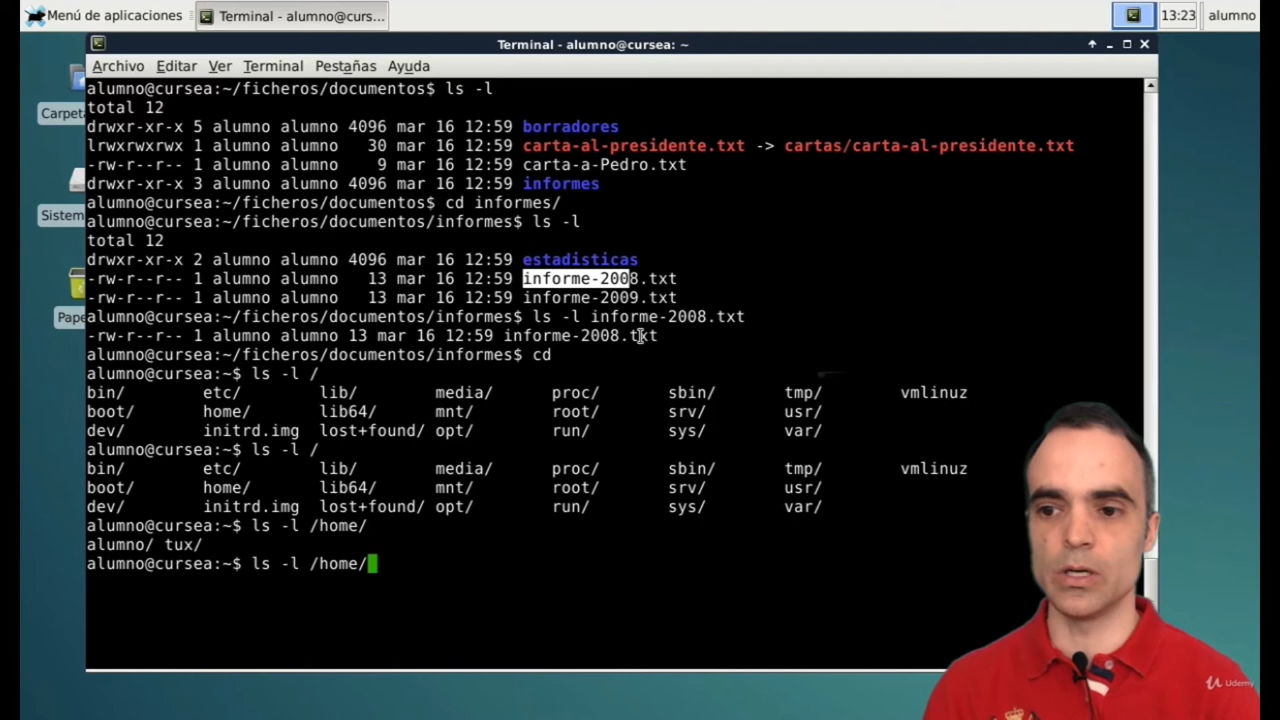 Menú de aplicaciones
Terminal - alumno@curs...
13:23
alumno
Terminal - alumno@cursea: ~
Archivo Editar Ver Terminal Pestañas Ayuda
alumno@cursea:~/ficheros/documentos$ ls -l
total 12
drwxr-xr-x 5 alumno alumno 4096 mar 16 12:59 borradores
lrwxrwxrwx 1 alumno alumno   30 mar 16 12:59 carta-al-presidente.txt -> cartas/carta-al-presidente.txt
-rw-r--r-- 1 alumno alumno    9 mar 16 12:59 carta-a-Pedro.txt
drwxr-xr-x 3 alumno alumno 4096 mar 16 12:59 informes
alumno@cursea:~/ficheros/documentos$ cd informes/
alumno@cursea:~/ficheros/documentos/informes$ ls -l
total 12
drwxr-xr-x 2 alumno alumno 4096 mar 16 12:59 estadisticas
-rw-r--r-- 1 alumno alumno   13 mar 16 12:59 informe-2008.txt
-rw-r--r-- 1 alumno alumno   13 mar 16 12:59 informe-2009.txt
alumno@cursea:~/ficheros/documentos/informes$ ls -l informe-2008.txt
-rw-r--r-- 1 alumno alumno 13 mar 16 12:59 informe-2008.txt
alumno@cursea:~/ficheros/documentos/informes$ cd
alumno@cursea:~$ ls -l /
bin/ etc/ lib/ media/ proc/ sbin/ tmp/ vmlinuz
boot/ home/ lib64/ mnt/ root/ srv/ usr/
dev/ initrd.img lost+found/ opt/ run/ sys/ var/
alumno@cursea:~$ ls -l /
bin/ etc/ lib/ media/ proc/ sbin/ tmp/ vmlinuz
boot/ home/ lib64/ mnt/ root/ srv/ usr/
dev/ initrd.img lost+found/ opt/ run/ sys/ var/
alumno@cursea:~$ ls -l /home/
alumno/ tux/
alumno@cursea:~$ ls -l /home/
Carpet
Sistem
Pape
Udemy